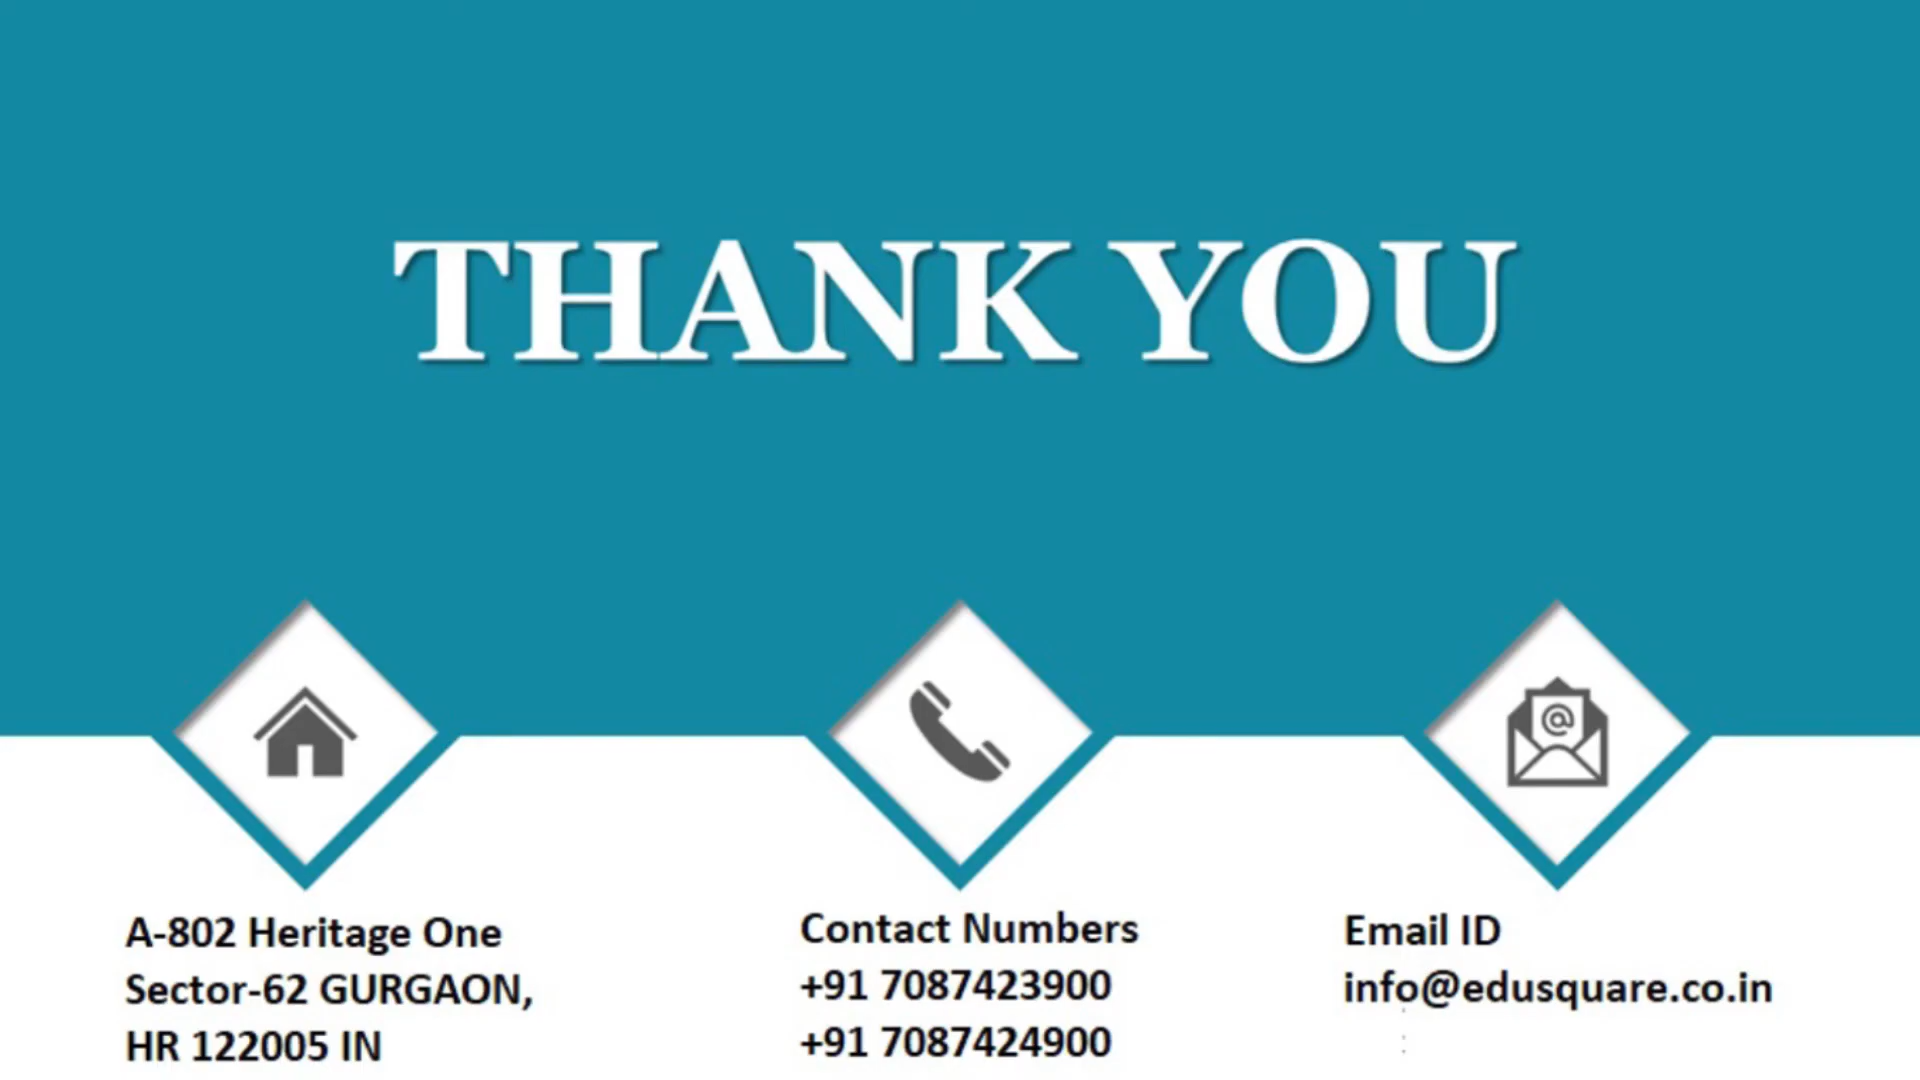 THANK YOU
A-802 Heritage One
Sector-62 GURGAON,
HR 122005 IN
Contact Numbers
+91 7087423900
+91 7087424900
Email ID
info@edusquare.co.in